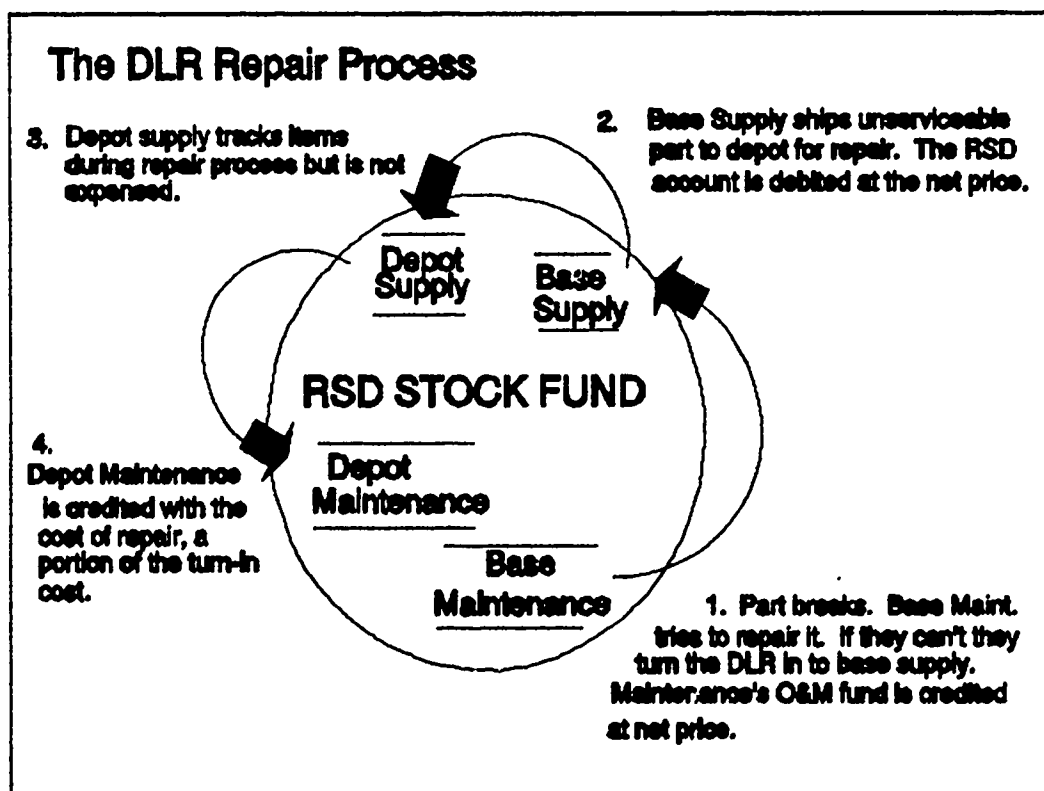 The DLR Repair Process
3. Depot supply tracks items
during repair process but is not
expensed.
2. Base Supply ships unserviceable
part to depot for repair. The RSD
account is debited at the net price.
Depot
Supply
Base
Supply
RSD STOCK FUND
4.
Depot Maintenance
is credited with the
cost of repair, a
portion of the turn-in
cost.
Depot
Maintenance
Base
Maintenance
1. Part breaks. Base Maint.
tries to repair it. If they can't they
turn the DLR in to base supply.
Maintenance's O&M fund is credited
at net price.